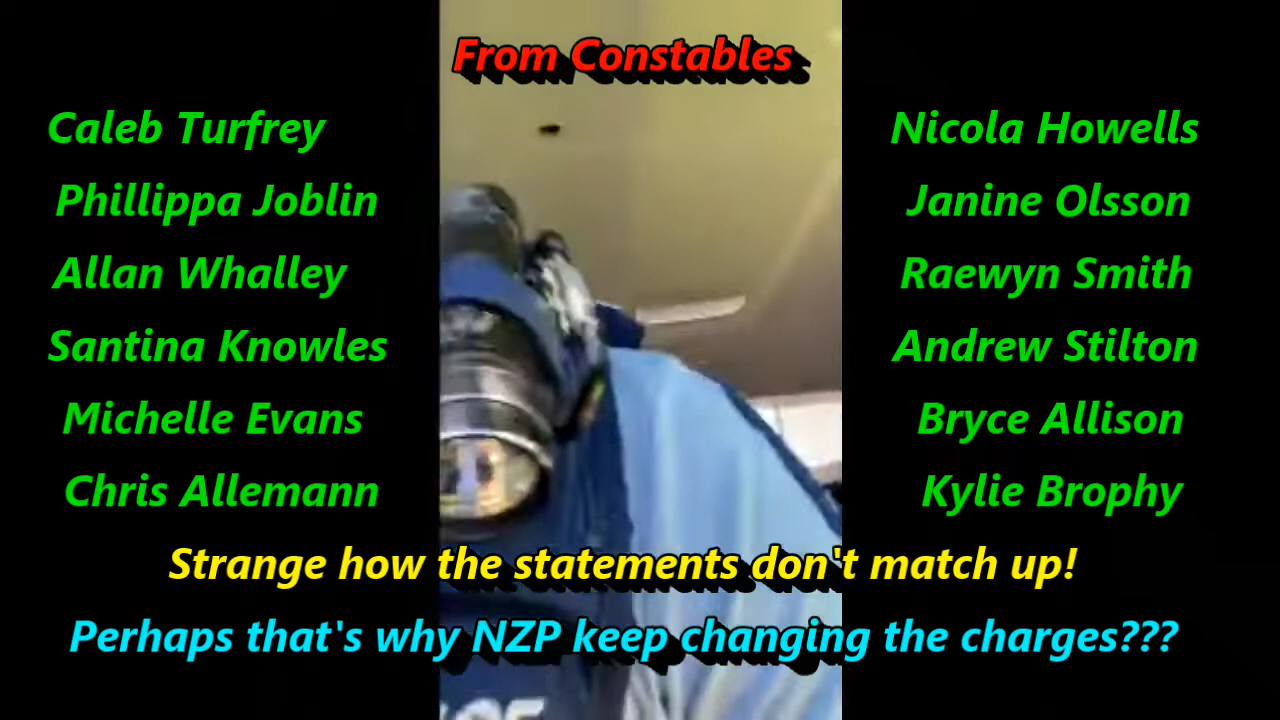 From Constables
Caleb Turfrey
Nicola Howells
Phillippa Joblin
Janine Olsson
Allan Whalley
Raewyn Smith
Santina Knowles
Andrew Stilton
Michelle Evans
Bryce Allison
Chris Allemann
Kylie Brophy
Strange how the statements don't match up!
Perhaps that's why NZP keep changing the charges???